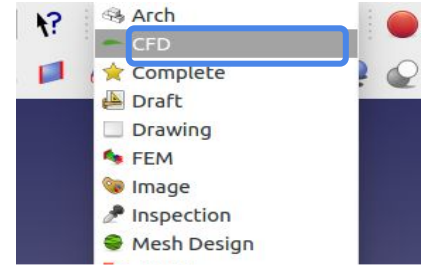 Arch
CFD
Complete
Draft
Drawing
FEM
Image
Inspection
Mesh Design